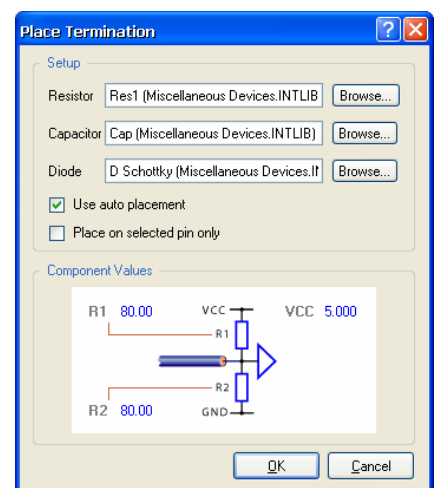 Place Termination
Setup
Resistor Res1 (Miscellaneous Devices.INTLIB Browse...
Capacitor Cap (Miscellaneous Devices.INTLIB) Browse...
Diode D Schottky (Miscellaneous Devices.II Browse...
Use auto placement
Place on selected pin only
Component Values
R1 80.00 VCC VCC 5.000
R1
R2
R2 80.00 GND
OK Cancel